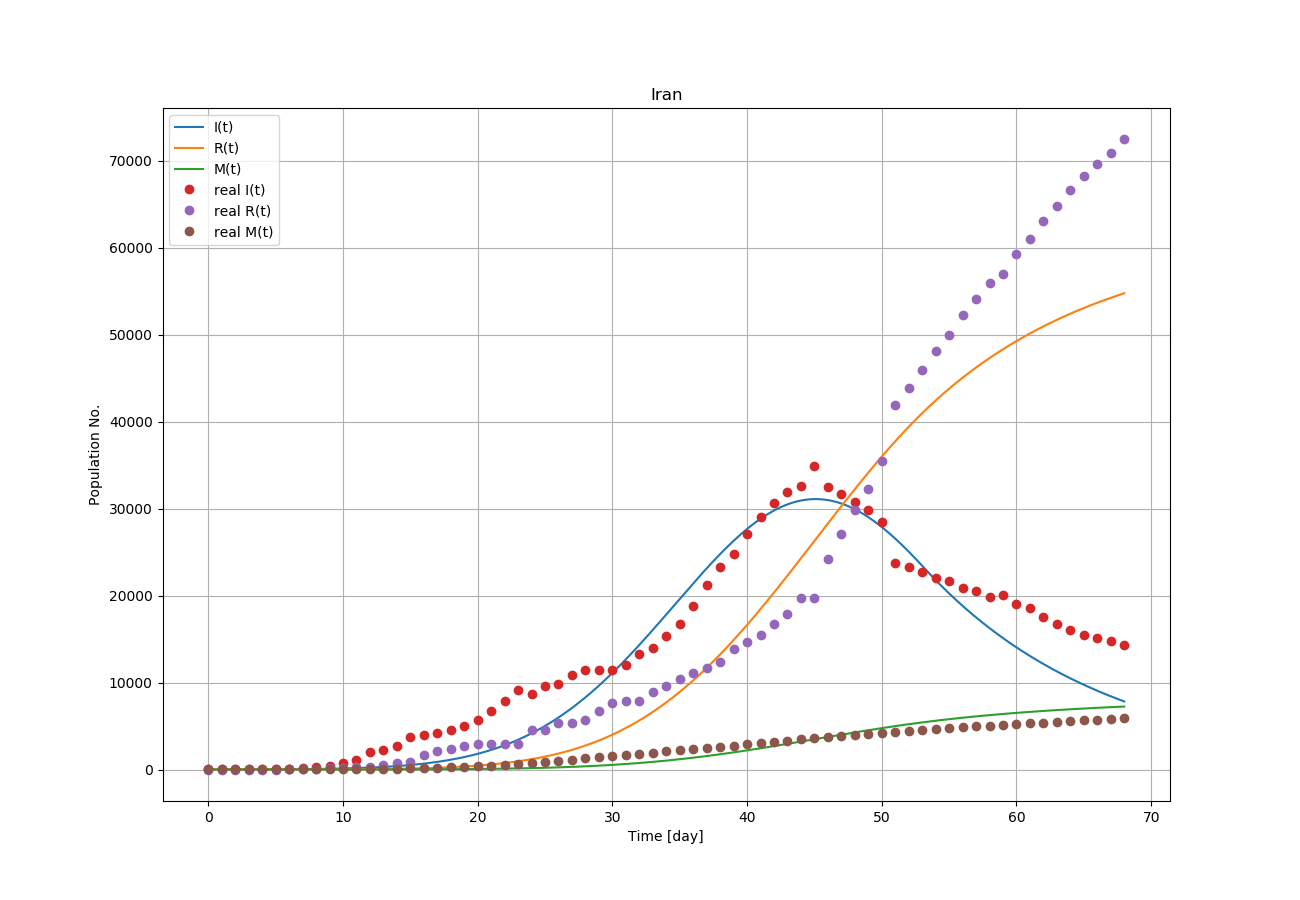 Iran
I(t)
R(t)
M(t)
real I(t)
real R(t)
real M(t)
70000
60000
50000
40000
30000
20000
10000
0
Population No.
0 10 20 30 40 50 60 70
Time [day]